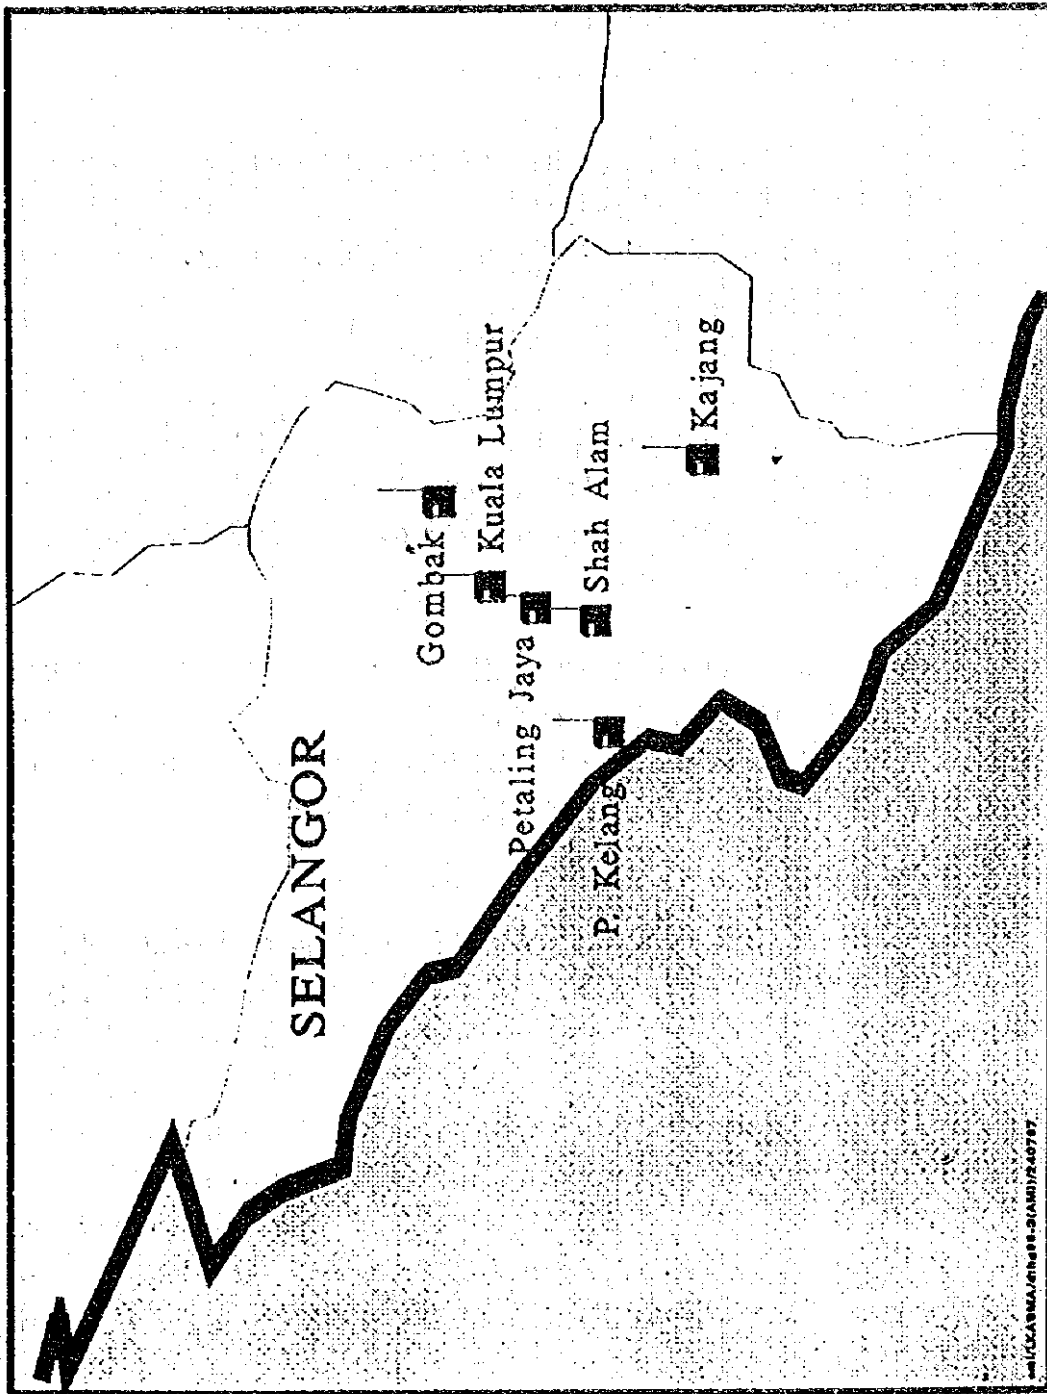 SELANGOR
Gombak
Kuala Lumpur
Petaling Jaya
Shah Alam
P. Kelang
Kajang